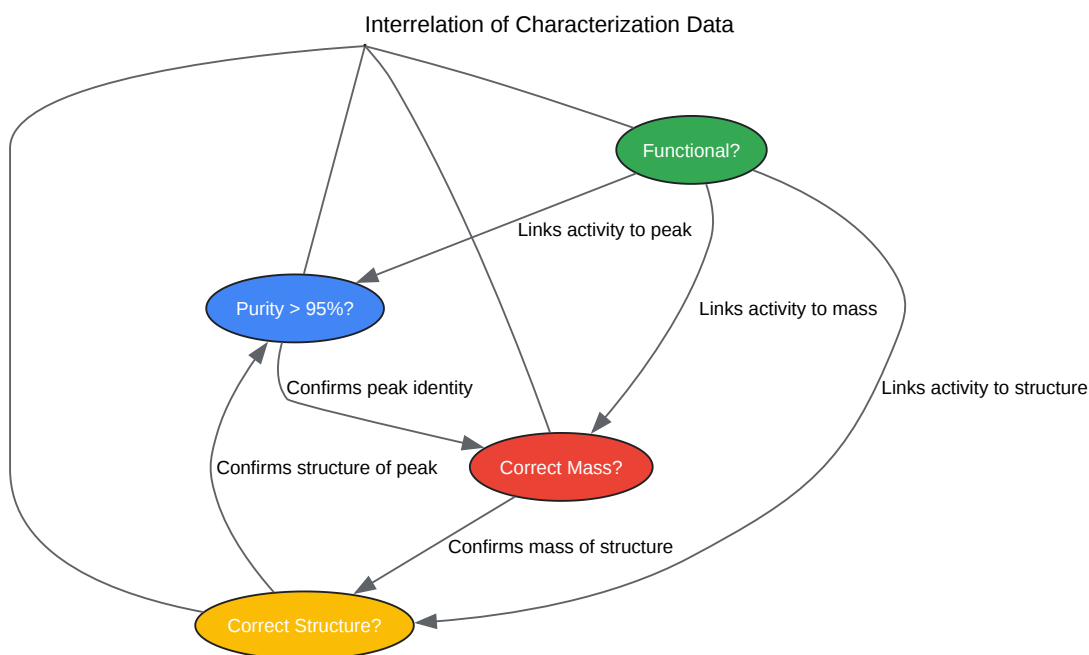 Interrelation of Characterization Data
Functional?
Links activity to peak
Purity > 95%?
Links activity to mass
Confirms peak identity
Links activity to structure
Confirms structure of peak
Correct Mass?
Confirms mass of structure
Correct Structure?